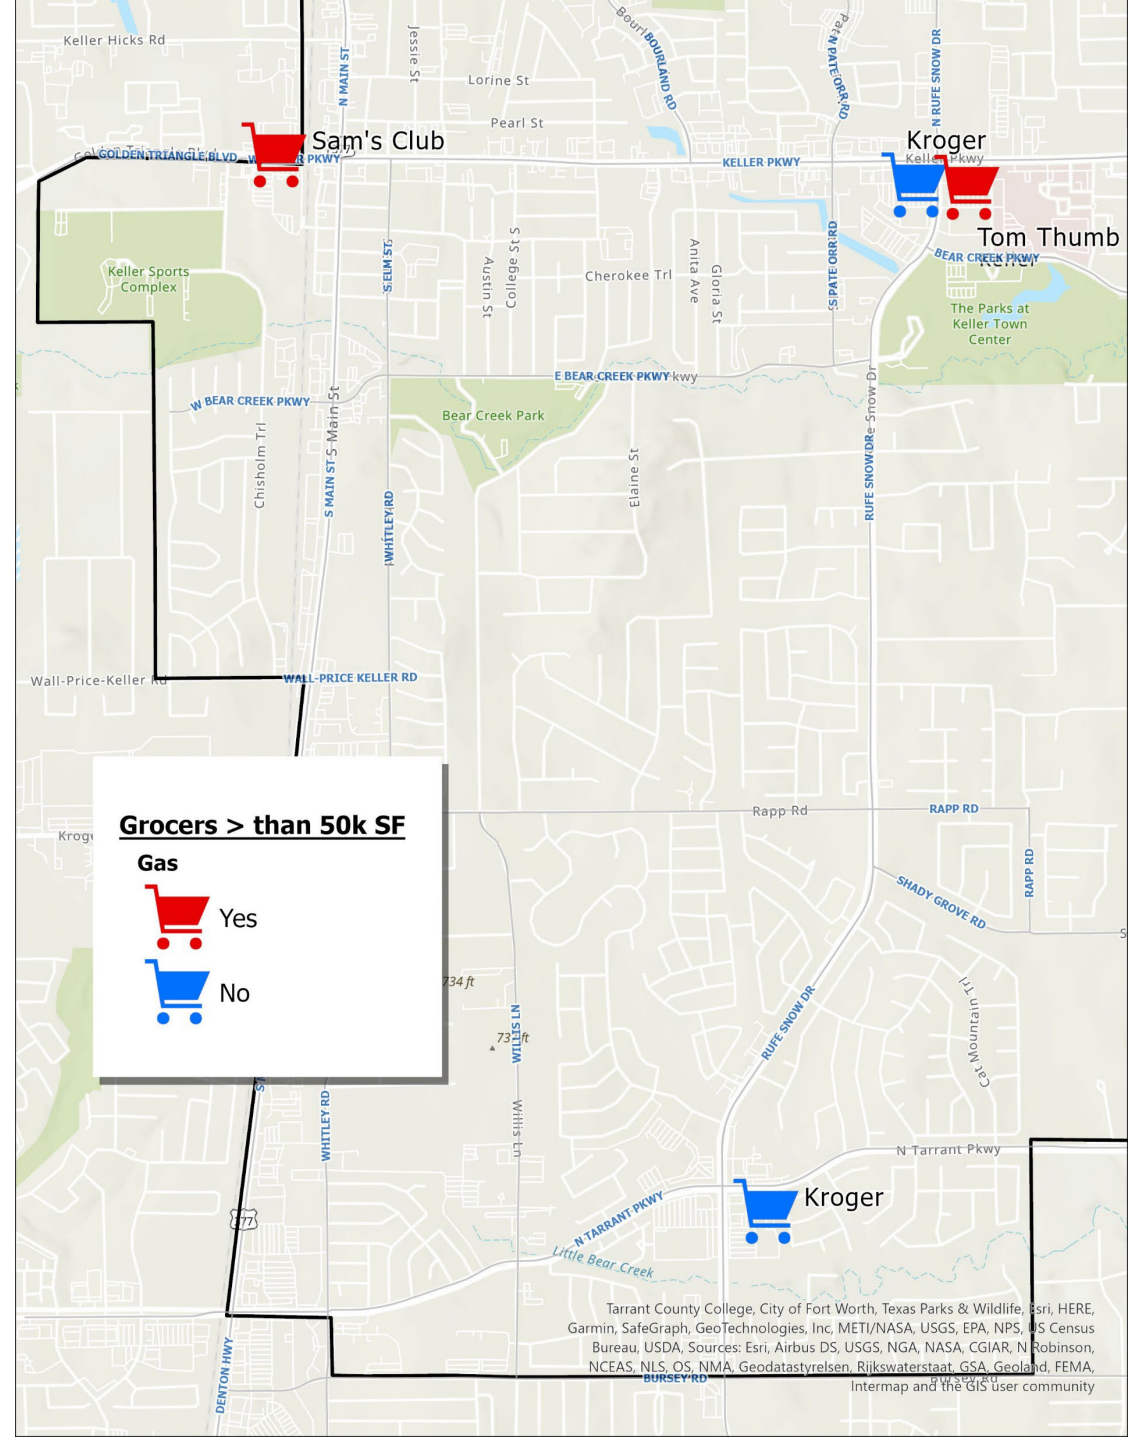 Keller Hicks Rd
N MAIN ST
Jessie St
Lorine St
Pearl St
BOURLAND RD
N PATE ORR RD
N RUFE SNOW DR
Sam's Club
Kroger
GOLDEN TRIANGLE BLVD
KELLER PKWY
Keller Pkwy
Tom Thumb
Keller
BEAR CREEK PKWY
Keller Sports
Complex
S ELM ST
Austin St
S College St
Cherokee Trl
Anita Ave
Gloria St
S PATE ORR RD
The Parks at
Keller Town
Center
E BEAR CREEK PKWY
W BEAR CREEK PKWY
Bear Creek Park
Chisholm Trl
S Main St
S MAIN ST
WHITLEY RD
Elaine St
RUFE SNOW DR
Wall-Price-Keller Rd
WALL-PRICE KELLER RD
Grocers > than 50k SF
Gas
Yes
No
Rapp Rd
RAPP RD
RAPP RD
SHADY GROVE RD
734 ft
WILLIS LN
RUFE SNOW DR
Cat Mountain Trl
WHITLEY RD
Willis Ln
N Tarrant Pkwy
Kroger
N TARRANT PKWY
377
Little Bear Creek
DENTON HWY
BURSEY RD
Bursey Rd
Tarrant County College, City of Fort Worth, Texas Parks & Wildlife, Esri, HERE,
Garmin, SafeGraph, GeoTechnologies, Inc, METI/NASA, USGS, EPA, NPS, US Census
Bureau, USDA, Sources: Esri, Airbus DS, USGS, NGA, NASA, CGIAR, N Robinson,
NCEAS, NLS, OS, NMA, Geodatastyrelsen, Rijkswaterstaat, GSA, Geoland, FEMA,
Intermap and the GIS user community